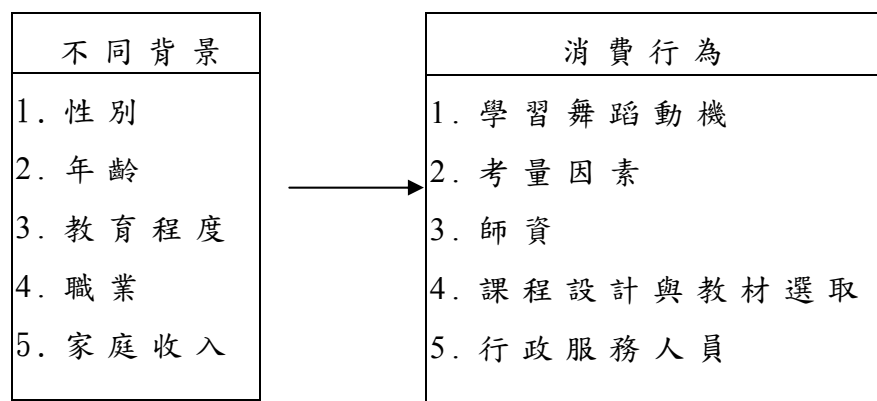 不同背景
1. 性別
2. 年齡
3. 教育程度
4. 職業
5. 家庭收入
消費行為
1. 學習舞蹈動機
2. 考量因素
3. 師資
4. 課程設計與教材選取
5. 行政服務人員